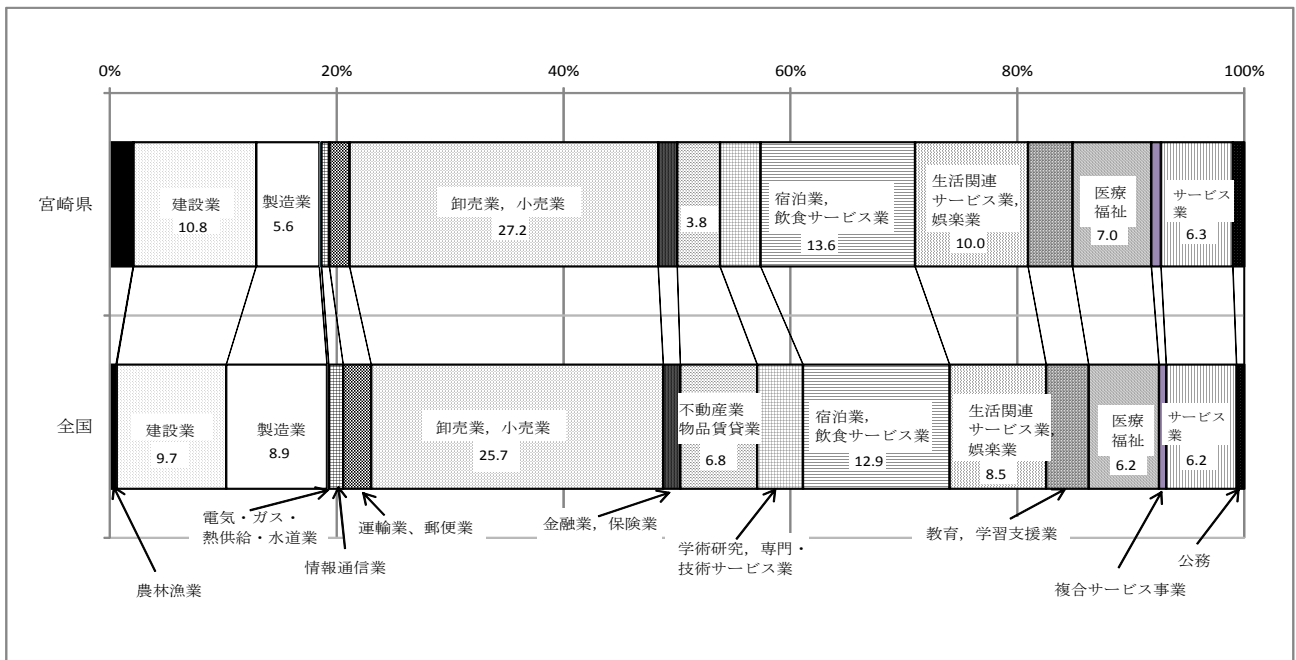 0% 20% 40% 60% 80% 100%
宮崎県
建設業
10.8
製造業
5.6
卸売業，小売業
27.2
3.8
宿泊業，
飲食サービス業
13.6
生活関連
サービス業，
娯楽業
10.0
医療
福祉
7.0
サービス
業
6.3
全国
建設業
9.7
製造業
8.9
卸売業，小売業
25.7
不動産業
物品賃貸業
6.8
宿泊業，
飲食サービス業
12.9
生活関連
サービス業，
娯楽業
8.5
医療
福祉
6.2
サービス
業
6.2
農林漁業
電気・ガス・
熱供給・水道業
情報通信業
運輸業、郵便業
金融業，保険業
学術研究，専門・
技術サービス業
教育，学習支援業
複合サービス事業
公務